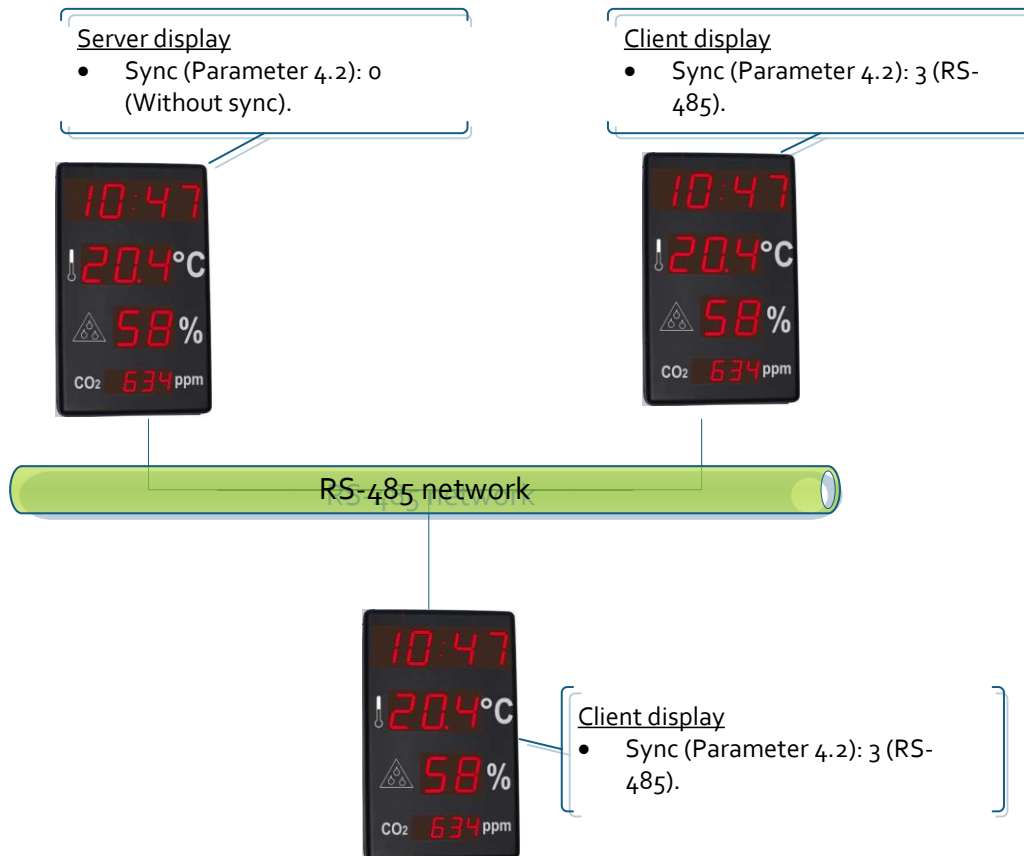 Server display
• Sync (Parameter 4.2): 0
(Without sync).
Client display
• Sync (Parameter 4.2): 3 (RS-
485).
10:47
20.4°C
58%
CO2 634 ppm
10:47
20.4°C
58%
CO2 634 ppm
RS-485 network
10:47
20.4°C
58%
CO2 634 ppm
Client display
• Sync (Parameter 4.2): 3 (RS-
485).